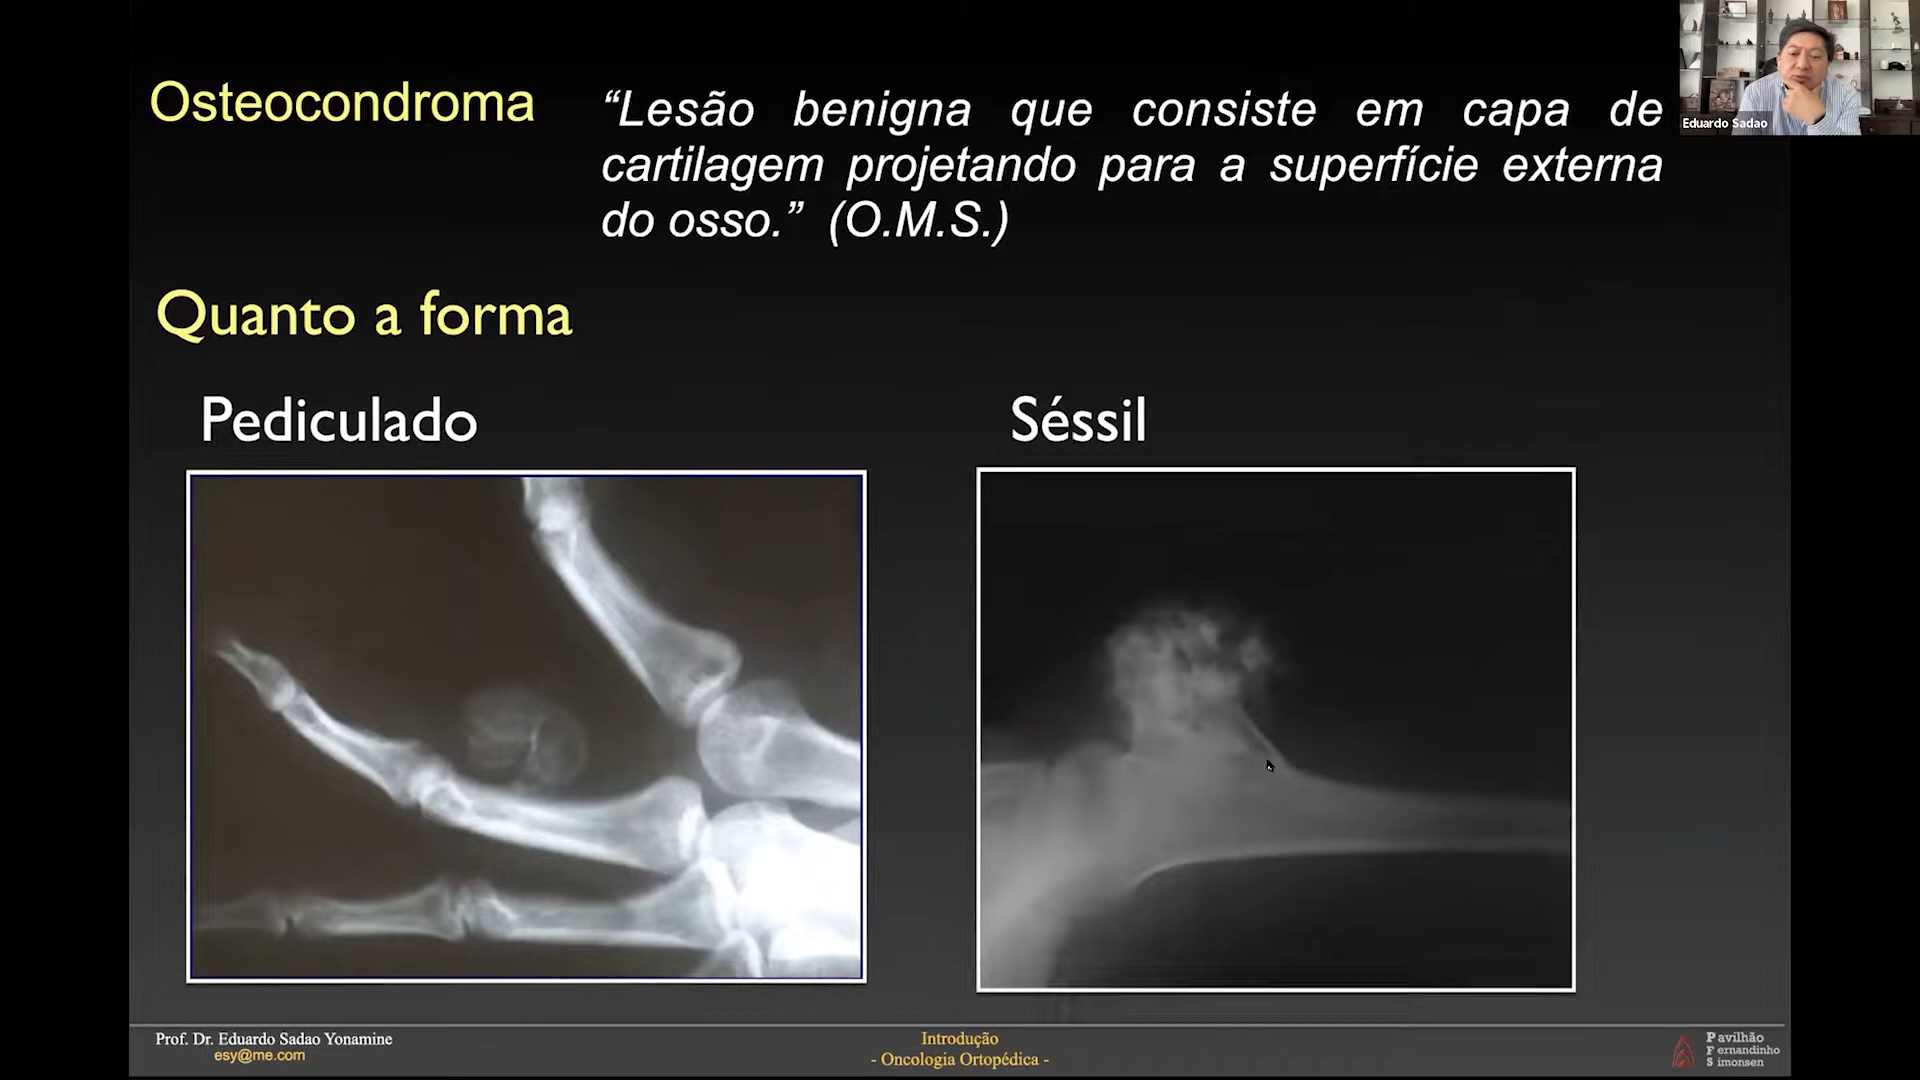 Osteocondroma
“Lesão benigna que consiste em capa de
cartilagem projetando para a superfície externa
do osso.” (O.M.S.)
Eduardo Sadao
Quanto a forma
Pediculado
Séssil
Prof. Dr. Eduardo Sadao Yonamine
esy@me.com
Introdução
- Oncologia Ortopédica -
Pavilhão
Fernandinho
Simonsen